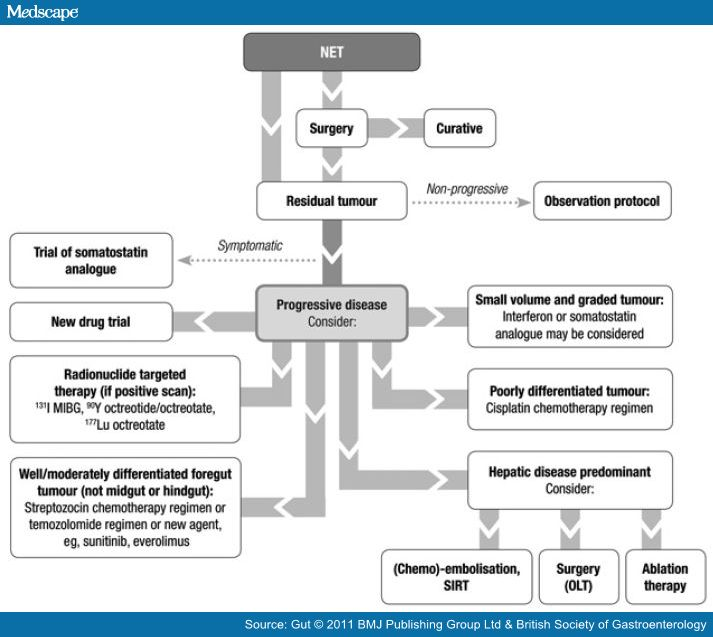 Medscape
NET
Surgery
Curative
Residual tumour
Non-progressive
Observation protocol
Symptomatic
Trial of somatostatin
analogue
Progressive disease
Consider:
New drug trial
Small volume and graded tumour:
Interferon or somatostatin
analogue may be considered
Radionuclide targeted
therapy (if positive scan):
¹³¹I MIBG, ⁹⁰Y octreotide/octreotate,
¹⁷⁷Lu octreotate
Poorly differentiated tumour:
Cisplatin chemotherapy regimen
Well/moderately differentiated foregut
tumour (not midgut or hindgut):
Streptozocin chemotherapy regimen or
temozolomide regimen or new agent,
eg, sunitinib, everolimus
Hepatic disease predominant
Consider:
(Chemo)-embolisation,
SIRT
Surgery
(OLT)
Ablation
therapy
Source: Gut © 2011 BMJ Publishing Group Ltd & British Society of Gastroenterology